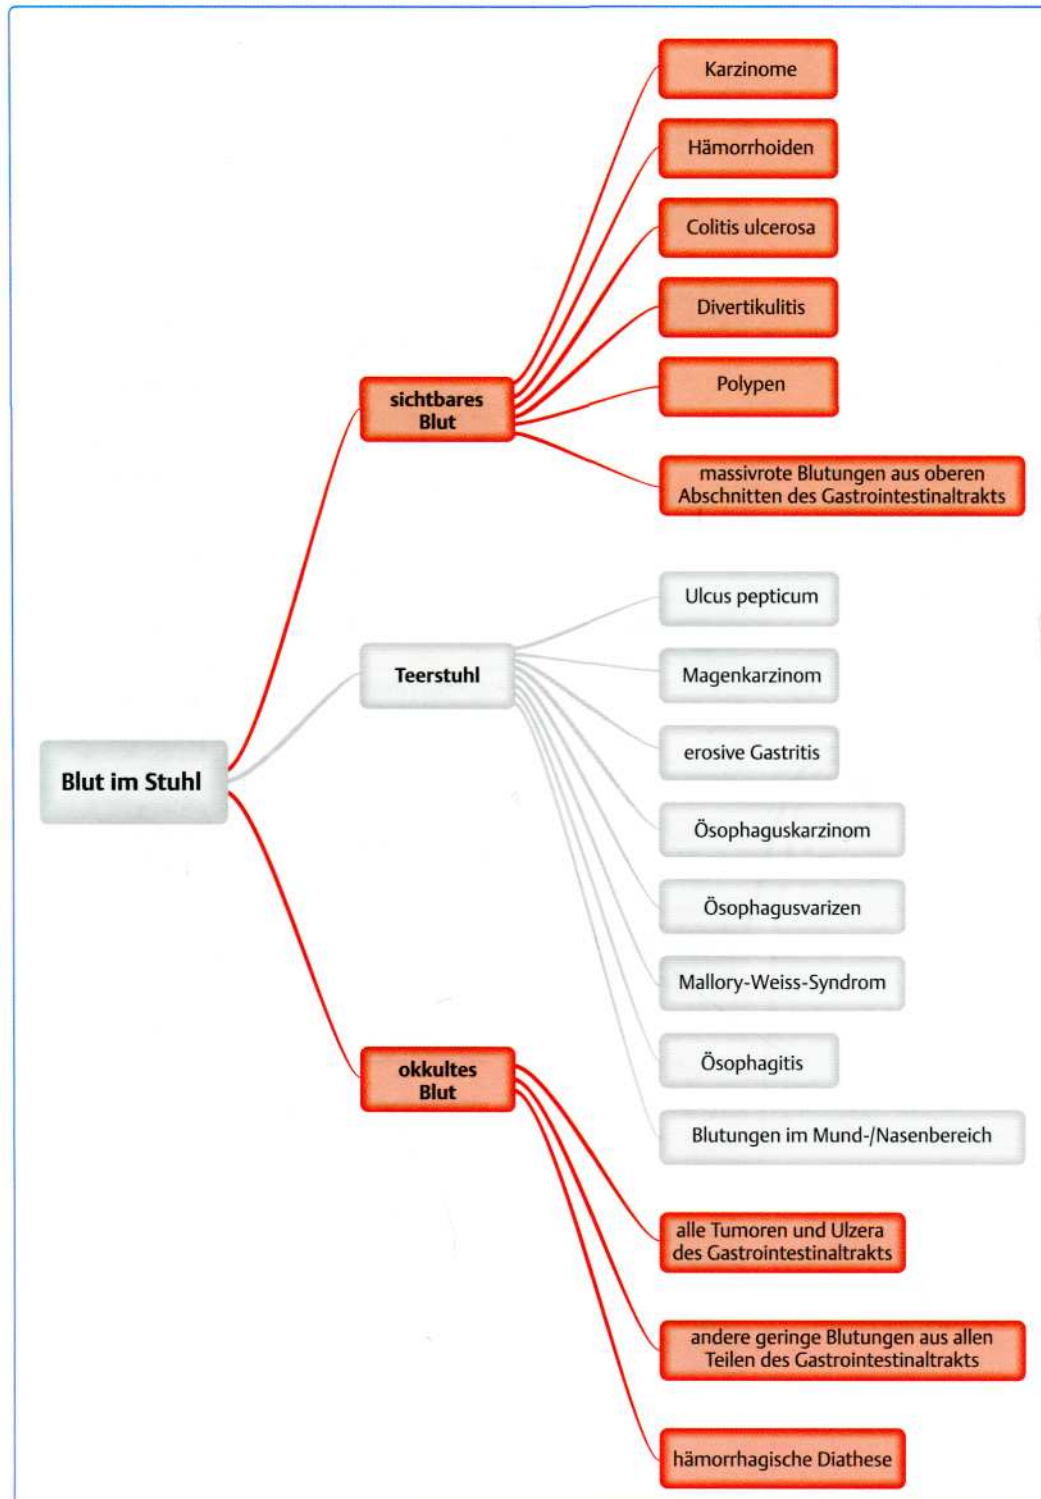 Karzinome
Hämorrhoiden
Colitis ulcerosa
Divertikulitis
Polypen
sichtbares
Blut
massivrote Blutungen aus oberen
Abschnitten des Gastrointestinaltrakts
Ulcus pepticum
Teerstuhl
Magenkarzinom
erosive Gastritis
Blut im Stuhl
Ösophaguskarzinom
Ösophagusvarizen
Mallory-Weiss-Syndrom
Ösophagitis
okkultes
Blut
Blutungen im Mund-/Nasenbereich
alle Tumoren und Ulzera
des Gastrointestinaltrakts
andere geringe Blutungen aus allen
Teilen des Gastrointestinaltrakts
hämorrhagische Diathese